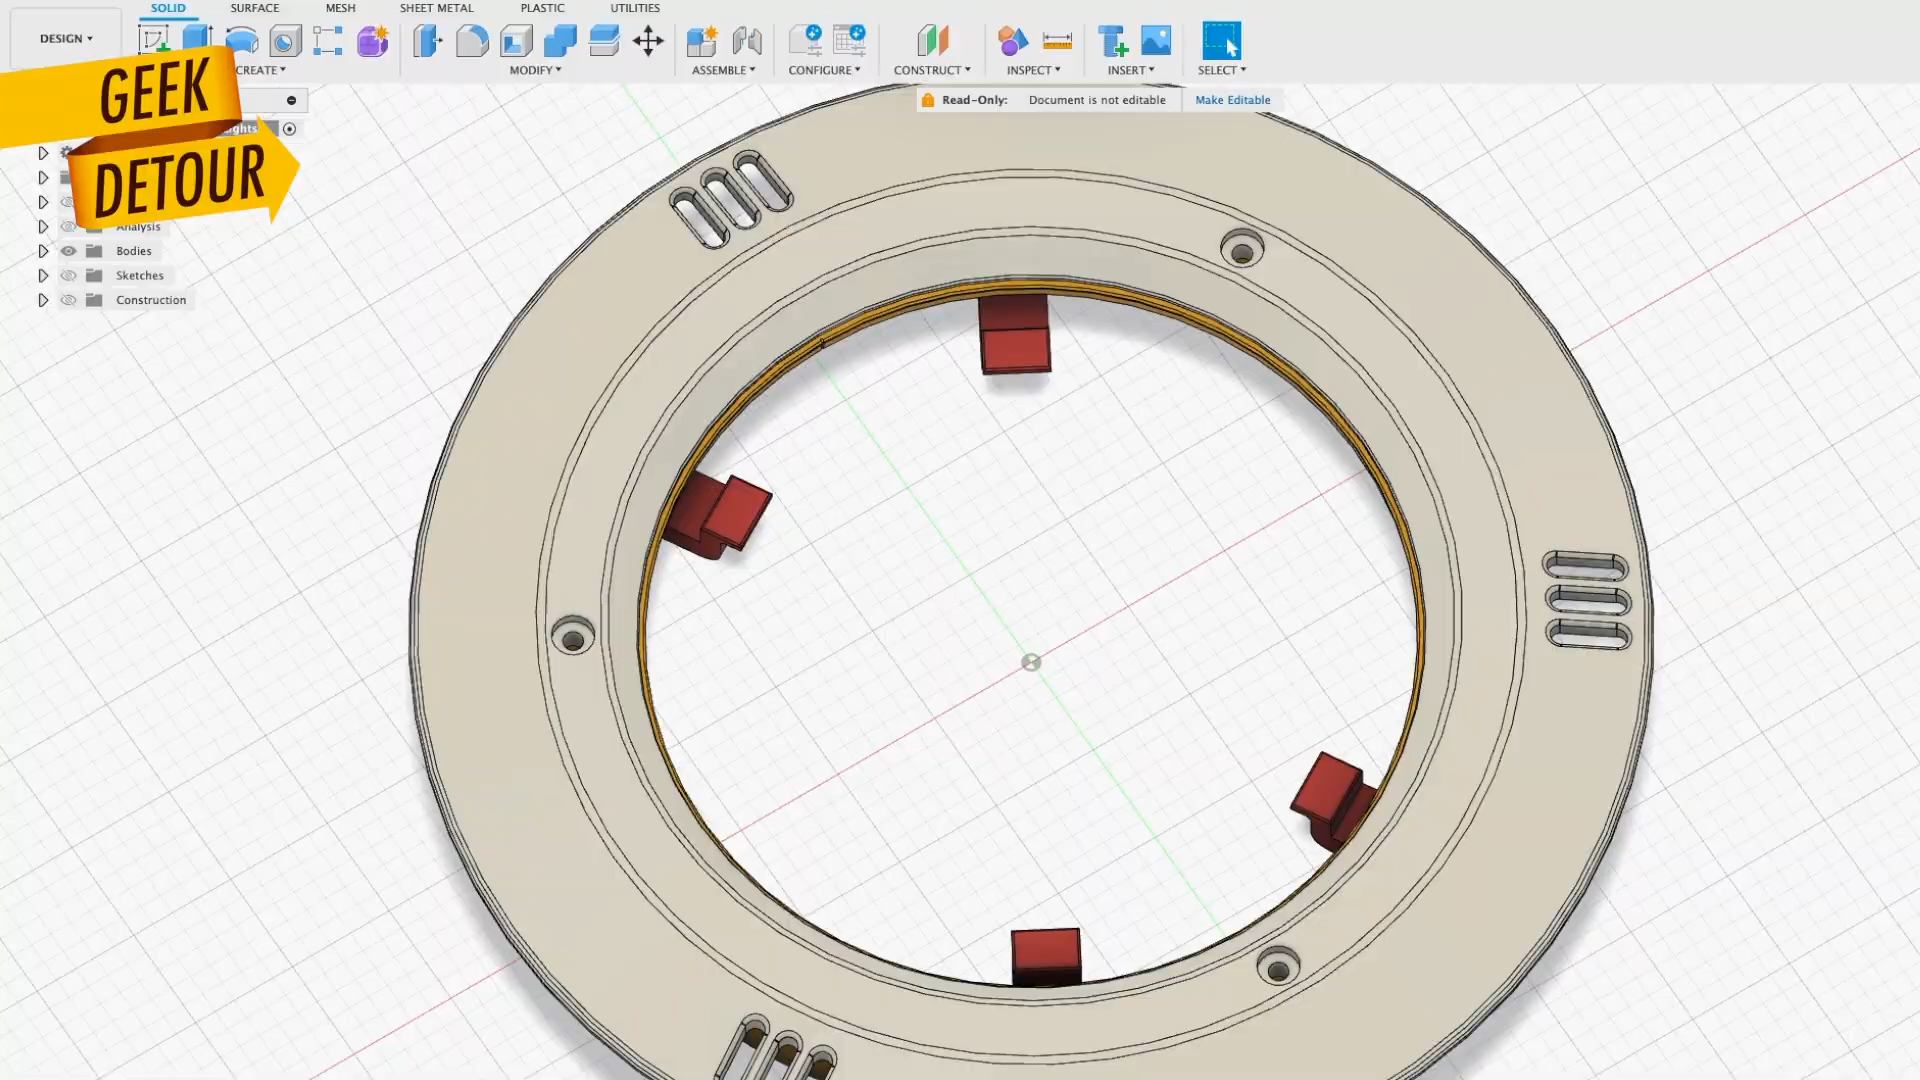 SOLID SURFACE MESH SHEET METAL PLASTIC UTILITIES
DESIGN
CREATE MODIFY ASSEMBLE CONFIGURE CONSTRUCT INSPECT INSERT SELECT
GEEK
DETOUR
Read-Only: Document is not editable Make Editable
Analysis
Bodies
Sketches
Construction